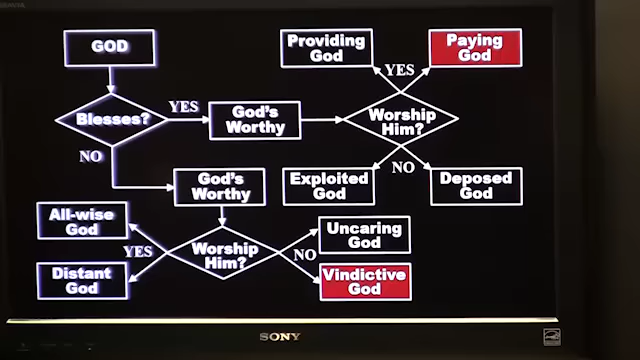 GOD
Blesses?
YES
NO
God's
Worthy
Worship
Him?
YES
Providing
God
Paying
God
NO
Exploited
God
Deposed
God
God's
Worthy
Worship
Him?
YES
All-wise
God
Distant
God
NO
Uncaring
God
Vindictive
God
SONY